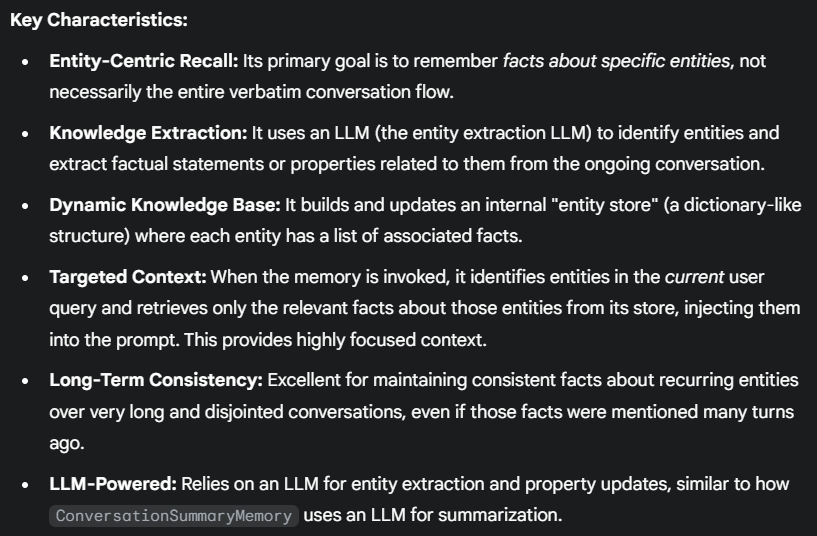 Key Characteristics:
• Entity-Centric Recall: Its primary goal is to remember facts about specific entities, not
necessarily the entire verbatim conversation flow.
• Knowledge Extraction: It uses an LLM (the entity extraction LLM) to identify entities and
extract factual statements or properties related to them from the ongoing conversation.
• Dynamic Knowledge Base: It builds and updates an internal "entity store" (a dictionary-like
structure) where each entity has a list of associated facts.
• Targeted Context: When the memory is invoked, it identifies entities in the current user
query and retrieves only the relevant facts about those entities from its store, injecting them
into the prompt. This provides highly focused context.
• Long-Term Consistency: Excellent for maintaining consistent facts about recurring entities
over very long and disjointed conversations, even if those facts were mentioned many turns
ago.
• LLM-Powered: Relies on an LLM for entity extraction and property updates, similar to how
ConversationSummaryMemory uses an LLM for summarization.